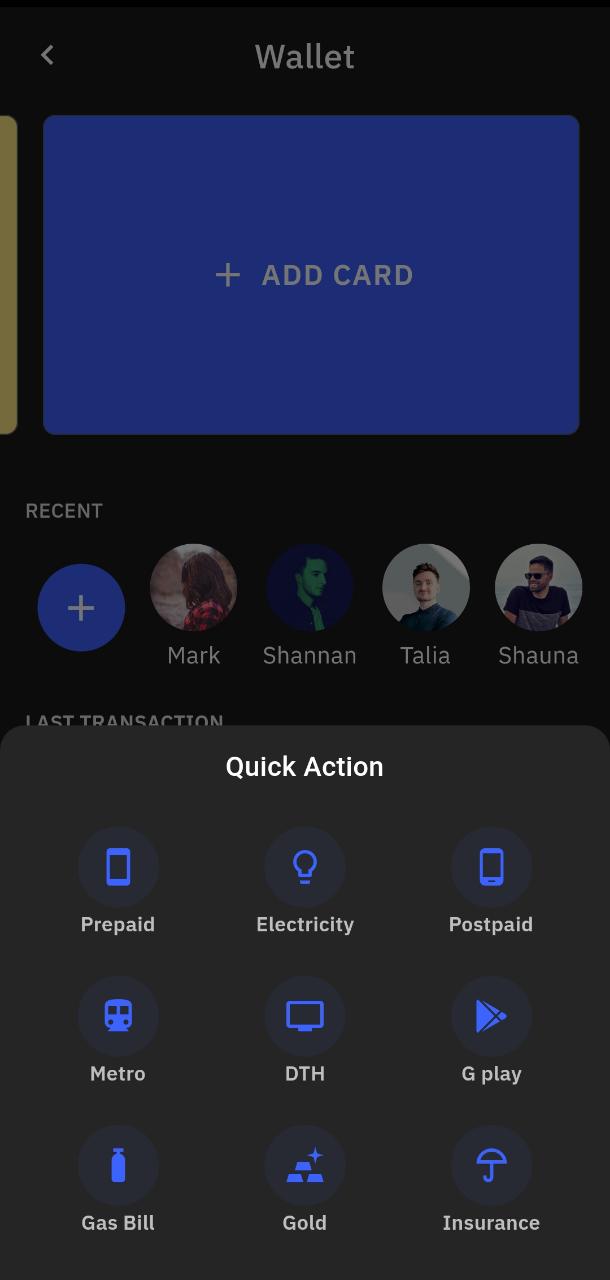 Wallet
ADD CARD
RECENT
Mark Shannan Talia Shauna
LAST TRANSACTION
Quick Action
Prepaid Electricity Postpaid
Metro DTH G play
Gas Bill Gold Insurance